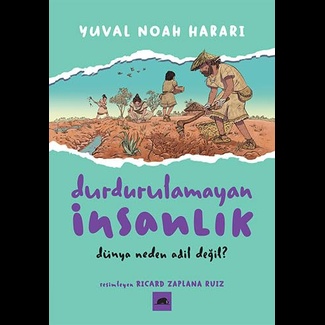 YUVAL NOAH HARARI
durdurulamayan
insanlık
dünya neden adil değil?
resimleyen RICARD ZAPLANA RUIZ